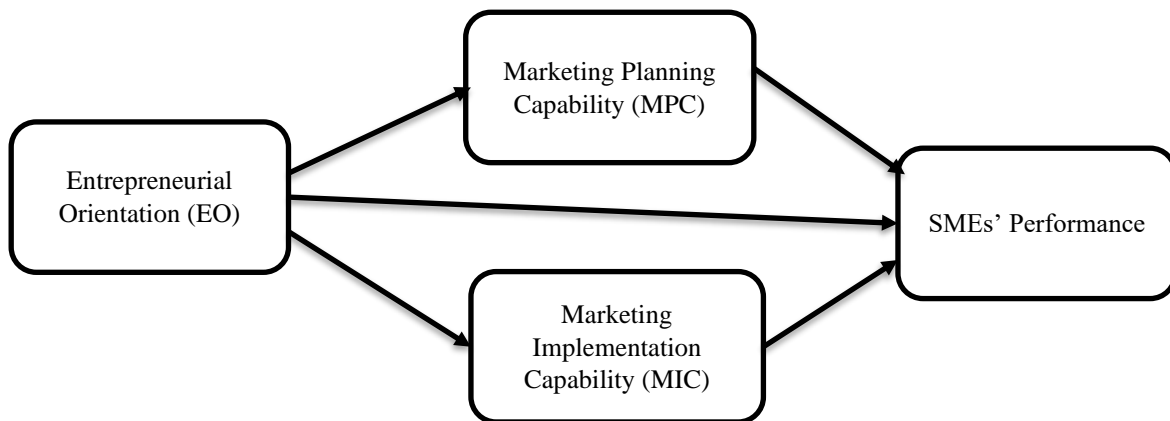 Marketing Planning
Capability (MPC)
Entrepreneurial
Orientation (EO)
SMEs’ Performance
Marketing
Implementation
Capability (MIC)